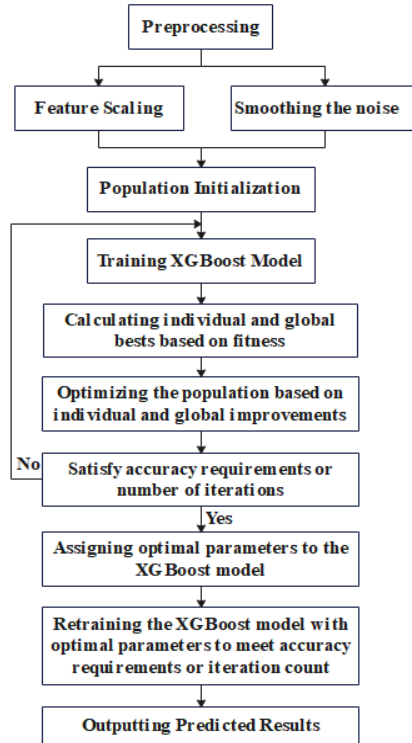 Preprocessing
Feature Scaling
Smoothing the noise
Population Initialization
Training XGBoost Model
Calculating individual and global
bests based on fitness
Optimizing the population based on
individual and global improvements
No
Satisfy accuracy requirements or
number of iterations
Yes
Assigning optimal parameters to the
XGBoost model
Retraining the XGBoost model with
optimal parameters to meet accuracy
requirements or iteration count
Outputting Predicted Results